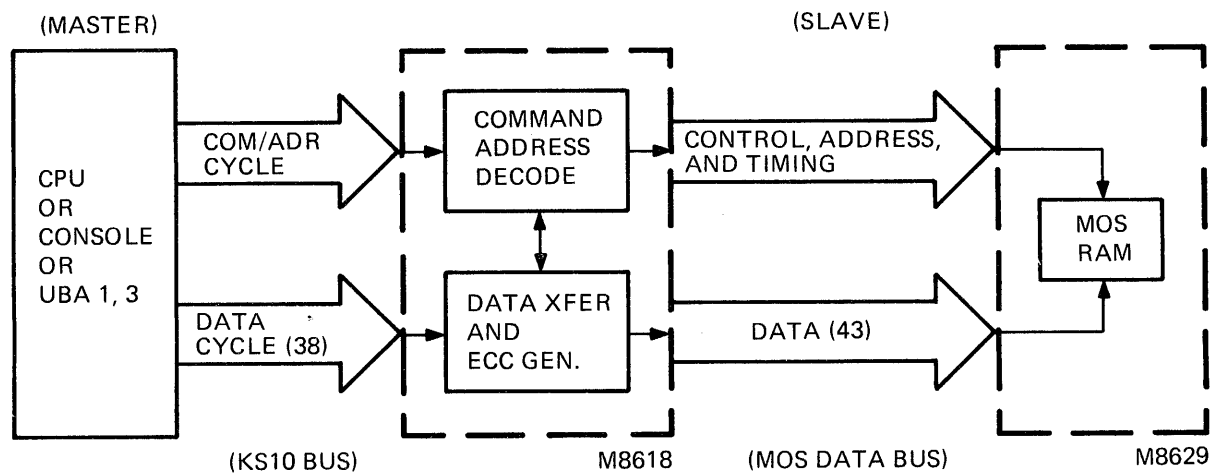 (MASTER)
(SLAVE)
CPU
OR
CONSOLE
OR
UBA 1, 3
COM/ADR
CYCLE
COMMAND
ADDRESS
DECODE
CONTROL, ADDRESS,
AND TIMING
MOS
RAM
DATA
CYCLE (38)
DATA XFER
AND
ECC GEN.
DATA (43)
(KS10 BUS)
M8618
(MOS DATA BUS)
M8629